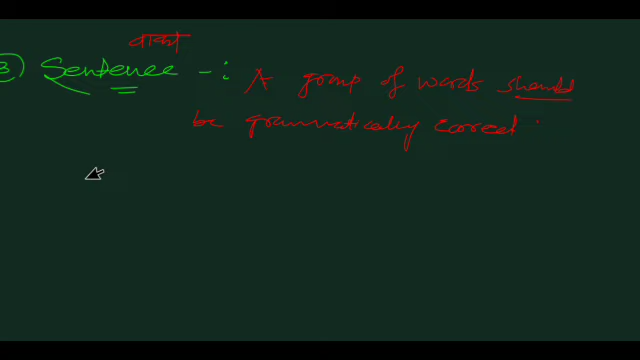 वाक्य
3) Sentence -: A group of words should
be grammatically correct.